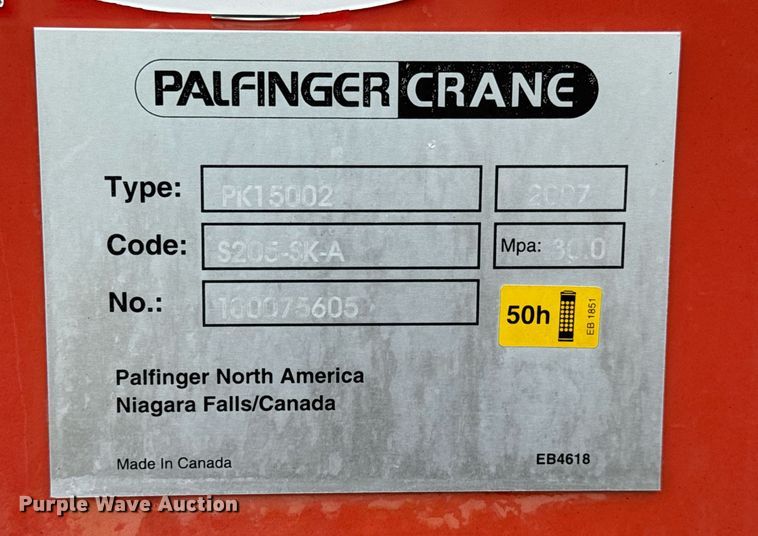 PALFINGER CRANE
Type: PK15002 2007
Code: S205-SK-A Mpa: 30.0
No.: 100075605
50h EB 1851
Palfinger North America
Niagara Falls/Canada
Made In Canada EB4618
Purple Wave Auction